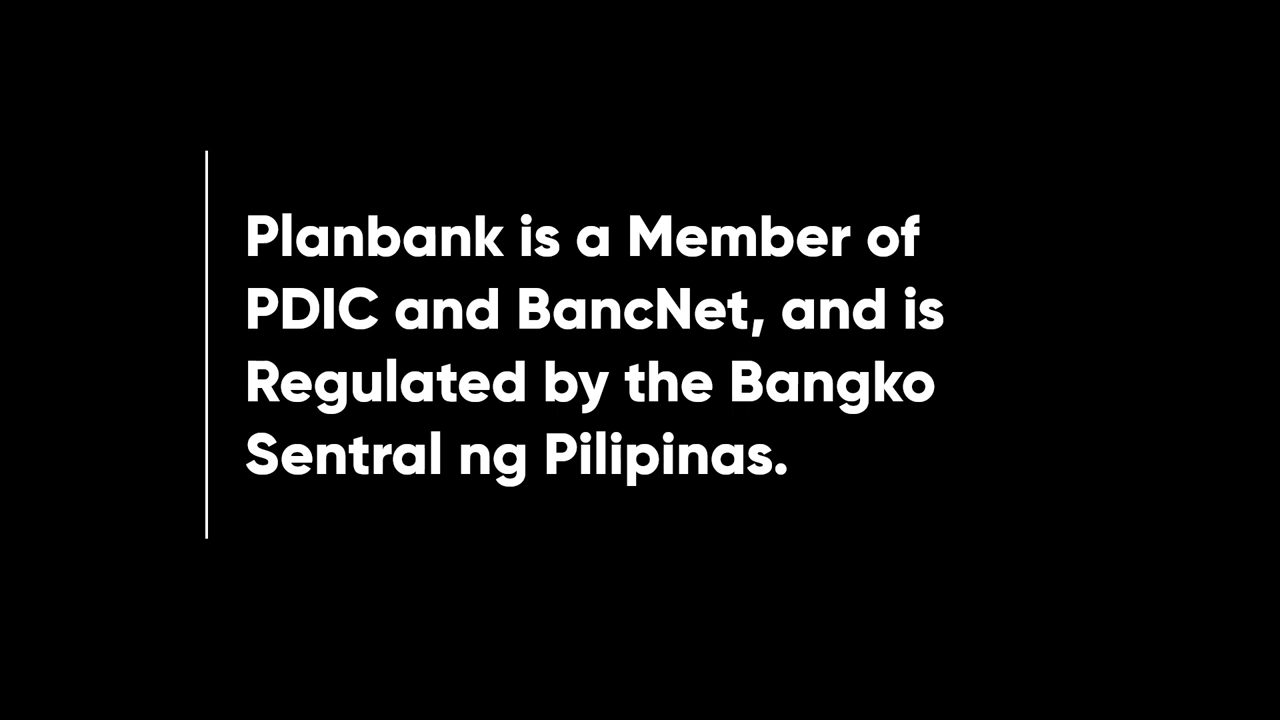 Planbank is a Member of
PDIC and BancNet, and is
Regulated by the Bangko
Sentral ng Pilipinas.